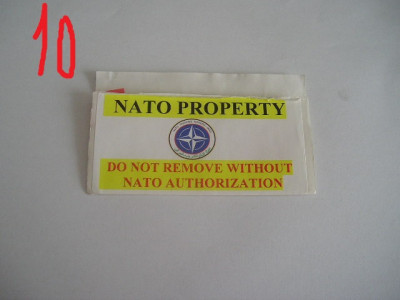 10
NATO PROPERTY
DO NOT REMOVE WITHOUT
NATO AUTHORIZATION